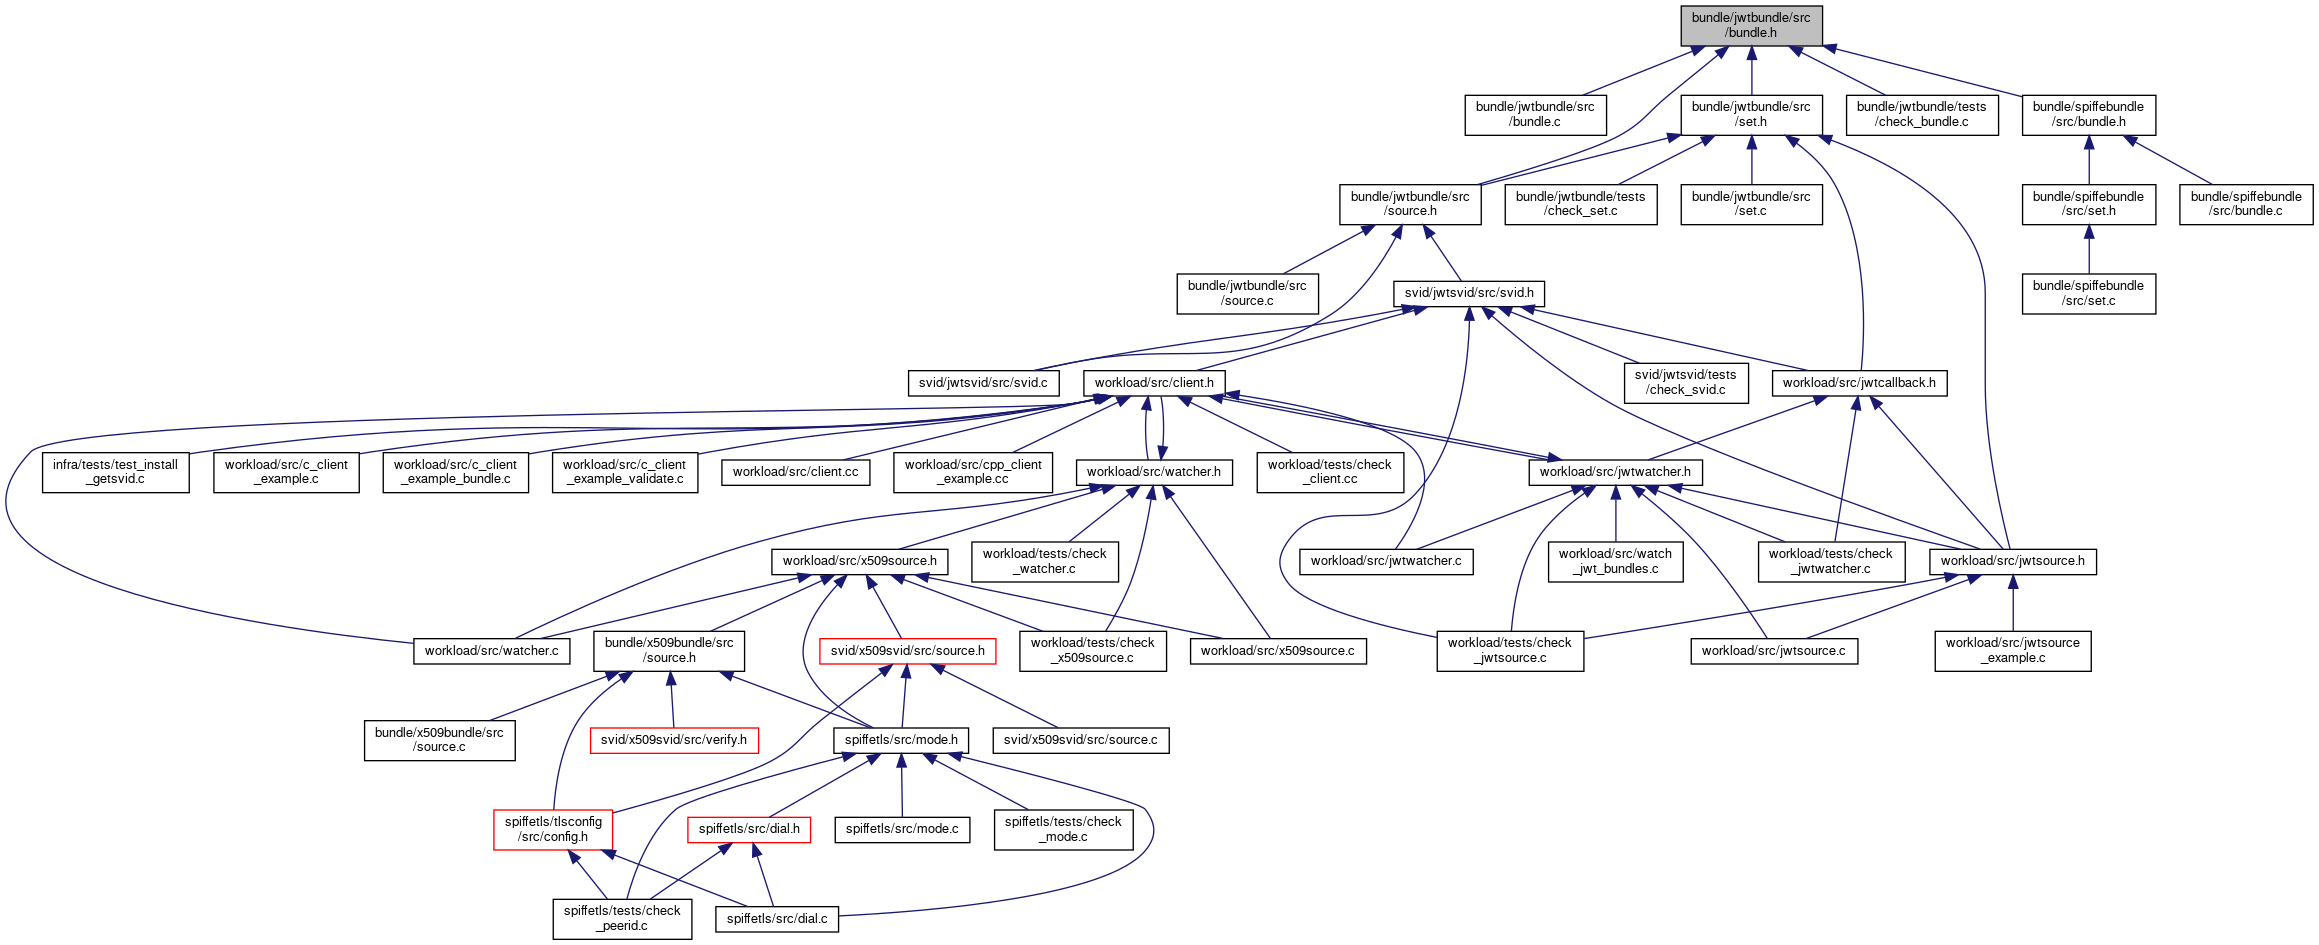 bundle/jwtbundle/src
/bundle.h
bundle/jwtbundle/src
/bundle.c
bundle/jwtbundle/src
/set.h
bundle/jwtbundle/tests
/check_bundle.c
bundle/spiffebundle
/src/bundle.h
bundle/jwtbundle/src
/source.h
bundle/jwtbundle/tests
/check_set.c
bundle/jwtbundle/src
/set.c
bundle/spiffebundle
/src/set.h
bundle/spiffebundle
/src/bundle.c
bundle/jwtbundle/src
/source.c
svid/jwtsvid/src/svid.h
bundle/spiffebundle
/src/set.c
svid/jwtsvid/src/svid.c
workload/src/client.h
svid/jwtsvid/tests
/check_svid.c
workload/src/jwtcallback.h
infra/tests/test_install
_getsvid.c
workload/src/c_client
_example.c
workload/src/c_client
_example_bundle.c
workload/src/c_client
_example_validate.c
workload/src/client.cc
workload/src/cpp_client
_example.cc
workload/src/watcher.h
workload/tests/check
_client.cc
workload/src/jwtwatcher.h
workload/src/x509source.h
workload/tests/check
_watcher.c
workload/src/jwtwatcher.c
workload/src/watch
_jwt_bundles.c
workload/tests/check
_jwtwatcher.c
workload/src/jwtsource.h
workload/src/watcher.c
bundle/x509bundle/src
/source.h
svid/x509svid/src/source.h
workload/tests/check
_x509source.c
workload/src/x509source.c
workload/tests/check
_jwtsource.c
workload/src/jwtsource.c
workload/src/jwtsource
_example.c
bundle/x509bundle/src
/source.c
svid/x509svid/src/verify.h
spiffetls/src/mode.h
svid/x509svid/src/source.c
spiffetls/tlsconfig
/src/config.h
spiffetls/src/dial.h
spiffetls/src/mode.c
spiffetls/tests/check
_mode.c
spiffetls/tests/check
_peerid.c
spiffetls/src/dial.c